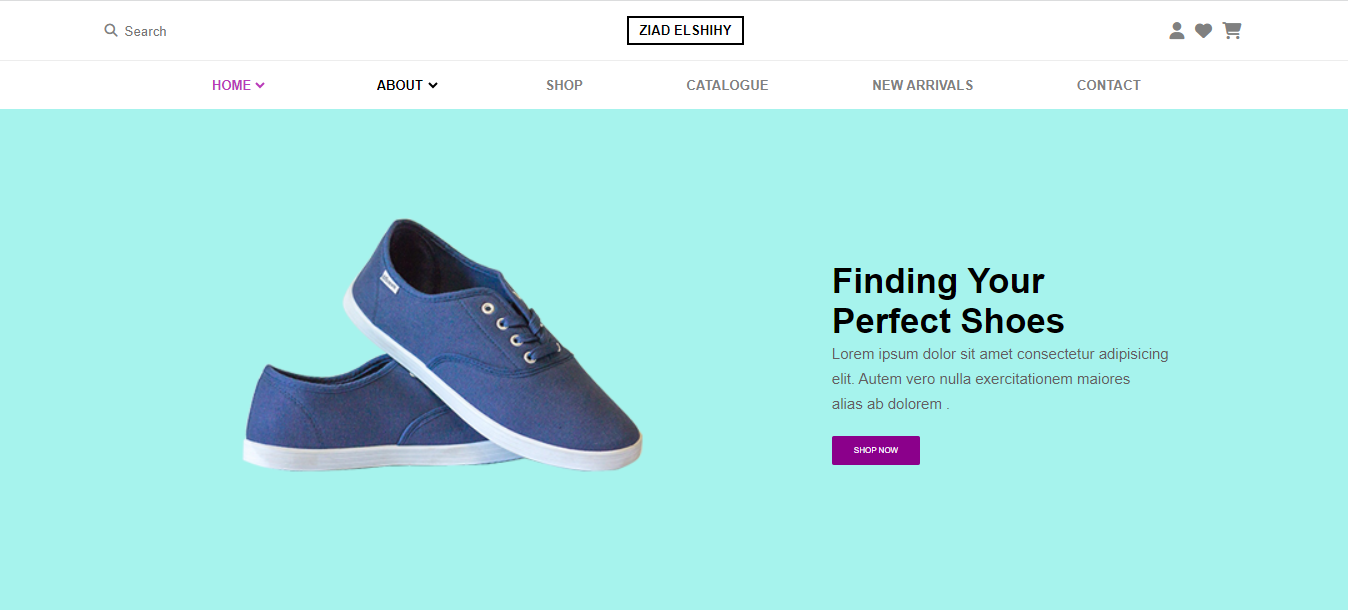 Search
ZIAD ELSHIHY
HOME
ABOUT
SHOP
CATALOGUE
NEW ARRIVALS
CONTACT
Finding Your
Perfect Shoes
Lorem ipsum dolor sit amet consectetur adipisicing
elit. Autem vero nulla exercitationem maiores
alias ab dolorem .
SHOP NOW